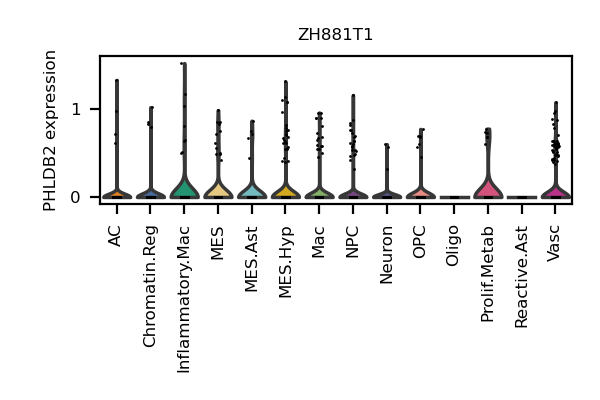 ZH881T1
PHLDB2 expression
1
0
AC
Chromatin.Reg
Inflammatory.Mac
MES
MES.Ast
MES.Hyp
Mac
NPC
Neuron
OPC
Oligo
Prolif.Metab
Reactive.Ast
Vasc